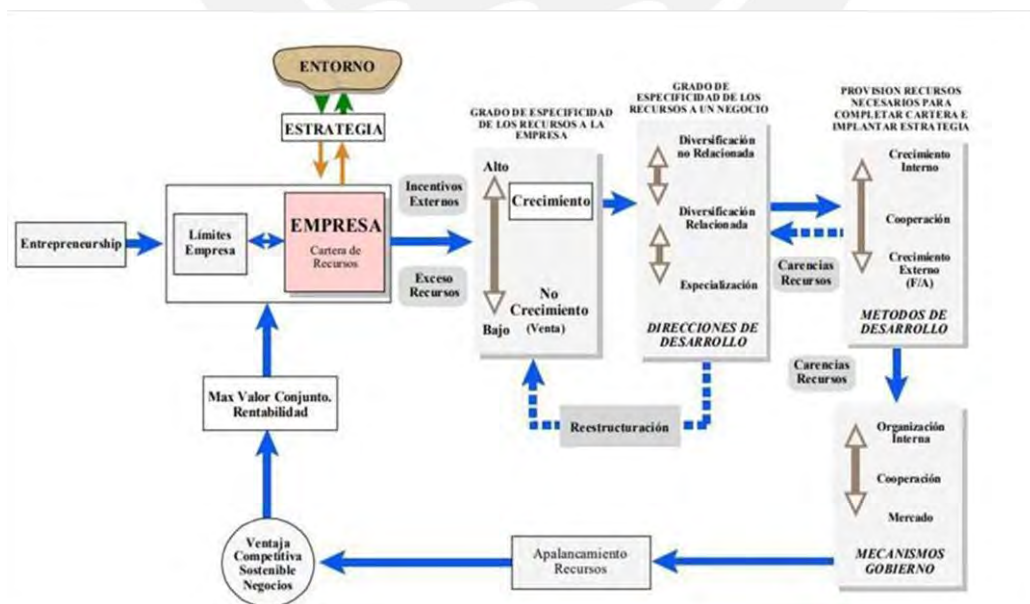 ENTORNO
ESTRATEGIA
Entrepreneurship
Límites
Empresa
EMPRESA
Cartera de
Recursos
Incentivos
Externos
Exceso
Recursos
GRADO DE ESPECIFICIDAD
DE LOS RECURSOS A LA
EMPRESA
Alto
Crecimiento
No
Crecimiento
Bajo (Venta)
GRADO DE
ESPECIFICIDAD DE LOS
RECURSOS A UN NEGOCIO
Diversificación
no Relacionada
Diversificación
Relacionada
Especialización
DIRECCIONES DE
DESARROLLO
PROVISION RECURSOS
NECESARIOS PARA
COMPLETAR CARTERA E
IMPLANTAR ESTRATEGIA
Crecimiento
Interno
Cooperación
Crecimiento
Externo
(F/A)
METODOS DE
DESARROLLO
Carencias
Recursos
Carencias
Recursos
Reestructuración
Organización
Interna
Cooperación
Mercado
MECANISMOS
GOBIERNO
Apalancamiento
Recursos
Ventaja
Competitiva
Sostenible
Negocios
Max Valor Conjunto.
Rentabilidad